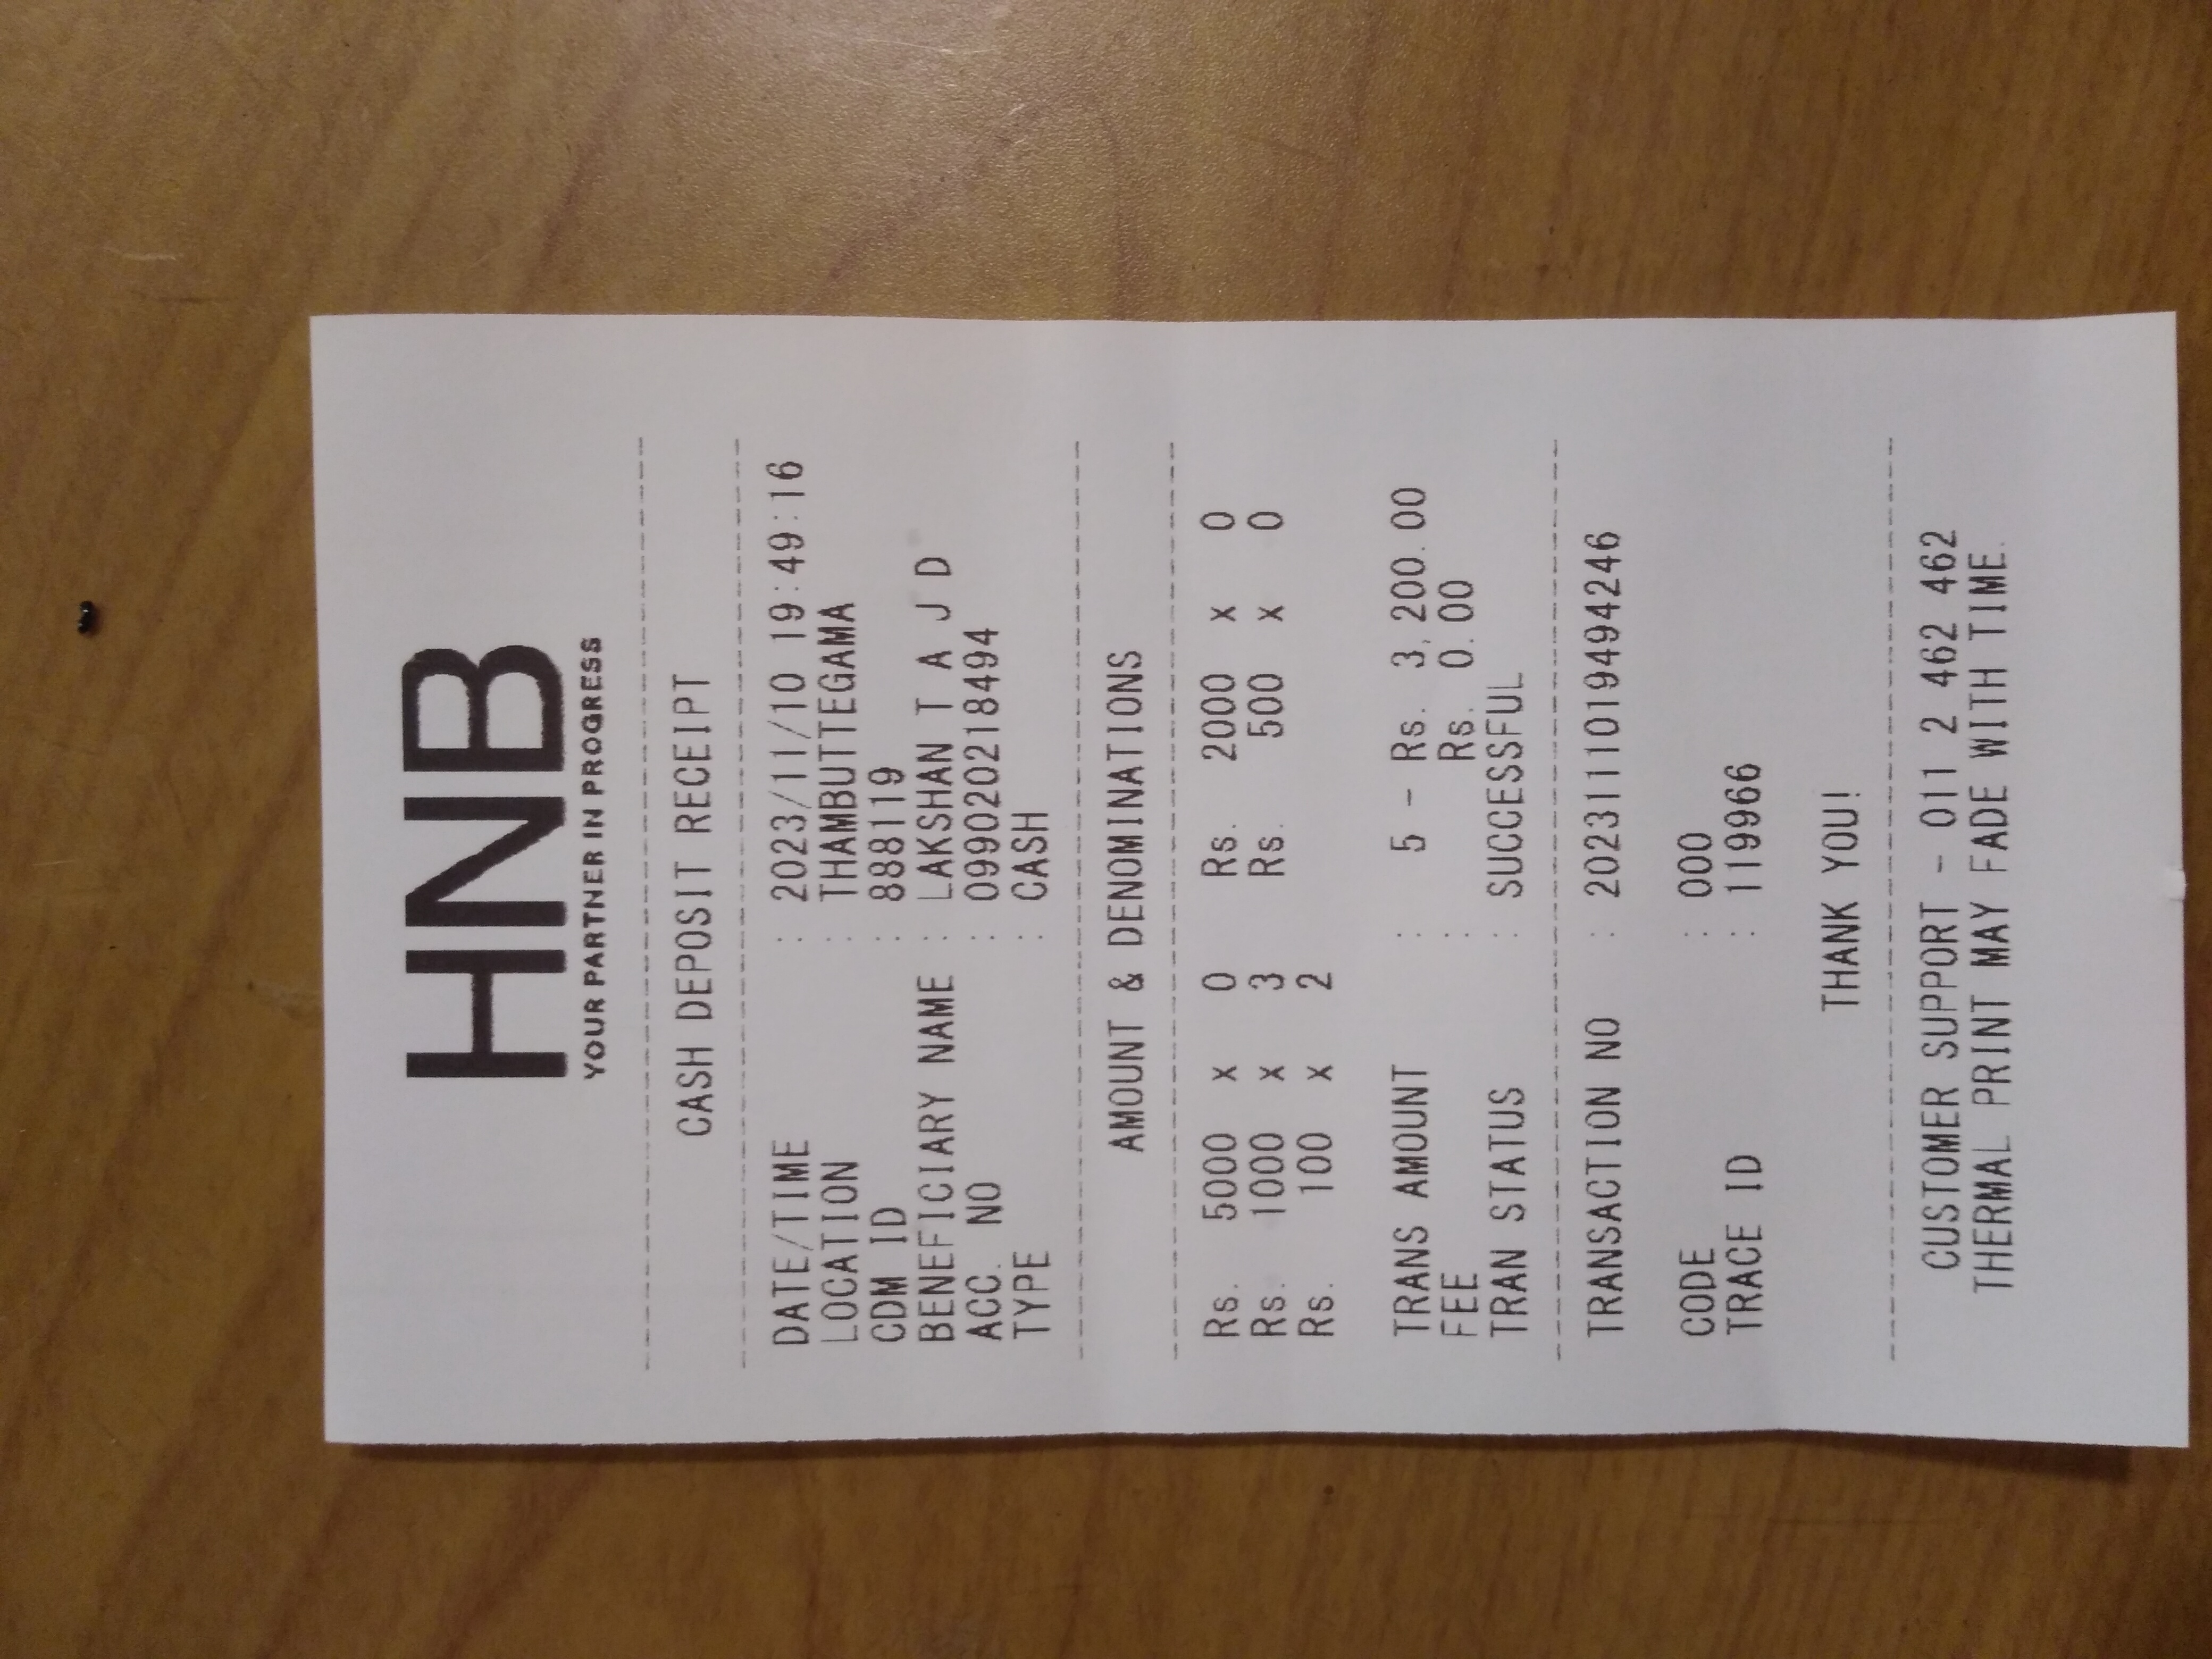 HNB
YOUR PARTNER IN PROGRESS
CASH DEPOSIT RECEIPT
DATE/TIME : 2023/11/10 19:49:16
LOCATION : THAMBUTTEGAMA
CDM ID : 888119
BENEFICIARY NAME : LAKSHAN T A J D
ACC. NO : 099020218494
TYPE : CASH
AMOUNT & DENOMINATIONS
Rs. 5000 x 0 Rs. 2000 x 0
Rs. 1000 x 3 Rs. 500 x 0
Rs. 100 x 2
TRANS AMOUNT : 5 - Rs. 3,200.00
FEE : Rs. 0.00
TRAN STATUS : SUCCESSFUL
TRANSACTION NO : 2023111019494246
CODE : 000
TRACE ID : 119966
THANK YOU!
CUSTOMER SUPPORT - 011 2 462 462
THERMAL PRINT MAY FADE WITH TIME.